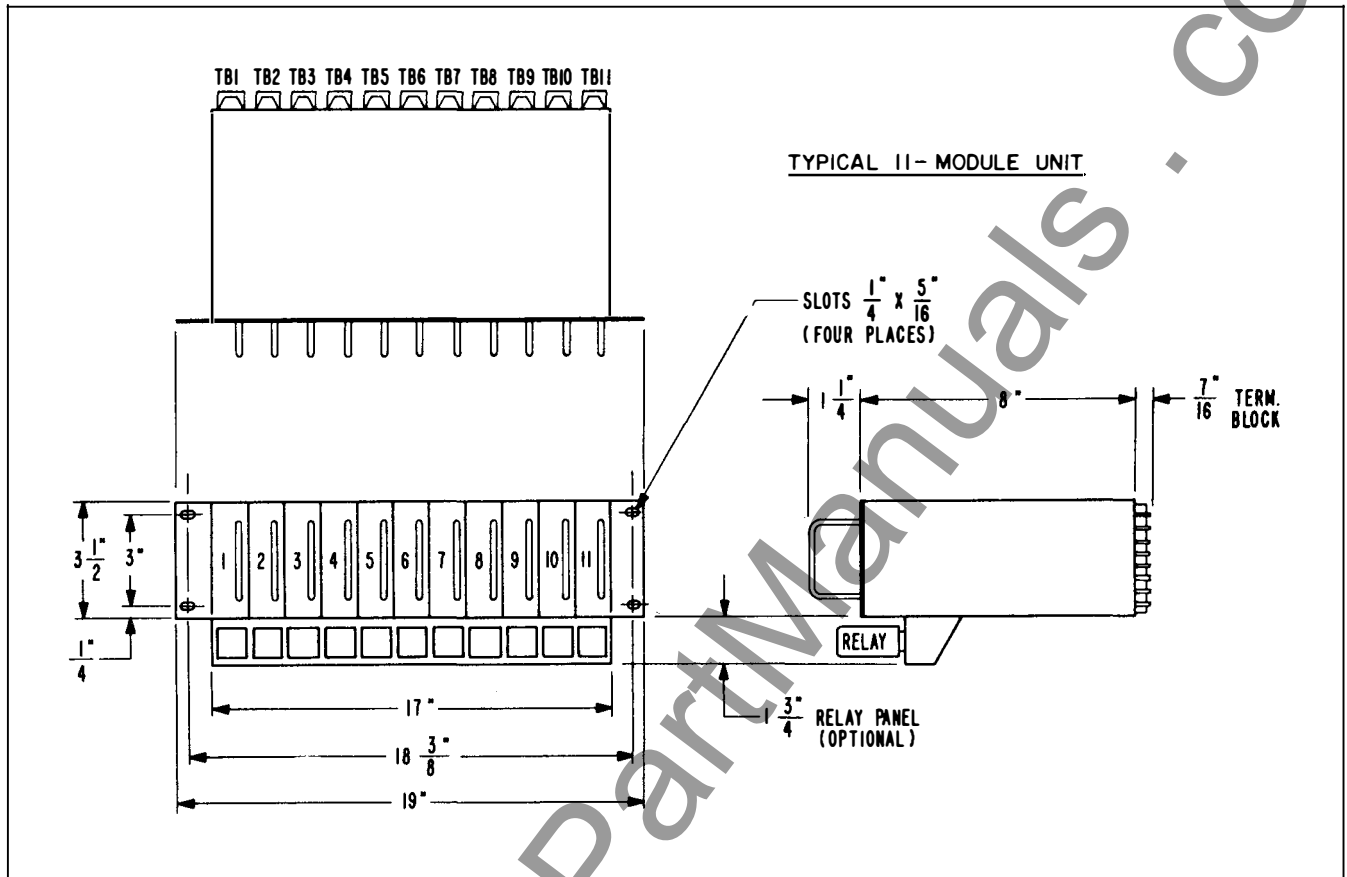 TB1 TB2 TB3 TB4 TB5 TB6 TB7 TB8 TB9 TB10 TB11
TYPICAL 11-MODULE UNIT
SLOTS 1/4" X 5/16"
(FOUR PLACES)
1 1/4"
8"
7/16" TERM.
BLOCK
3 1/2"
3"
1 2 3 4 5 6 7 8 9 10 11
1/4"
RELAY
17"
1 3/4" RELAY PANEL
(OPTIONAL)
18 3/8"
19"
PartManuals . co